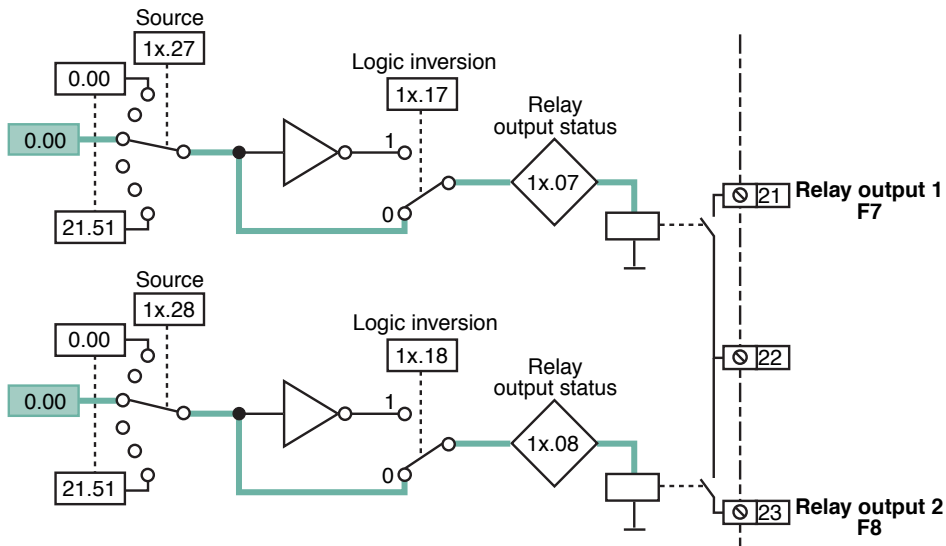 Source
1x.27
0.00
0.00
21.51
Logic inversion
1x.17
1
0
Relay
output status
1x.07
21
Relay output 1
F7
22
Source
1x.28
0.00
0.00
21.51
Logic inversion
1x.18
1
0
Relay
output status
1x.08
23
Relay output 2
F8